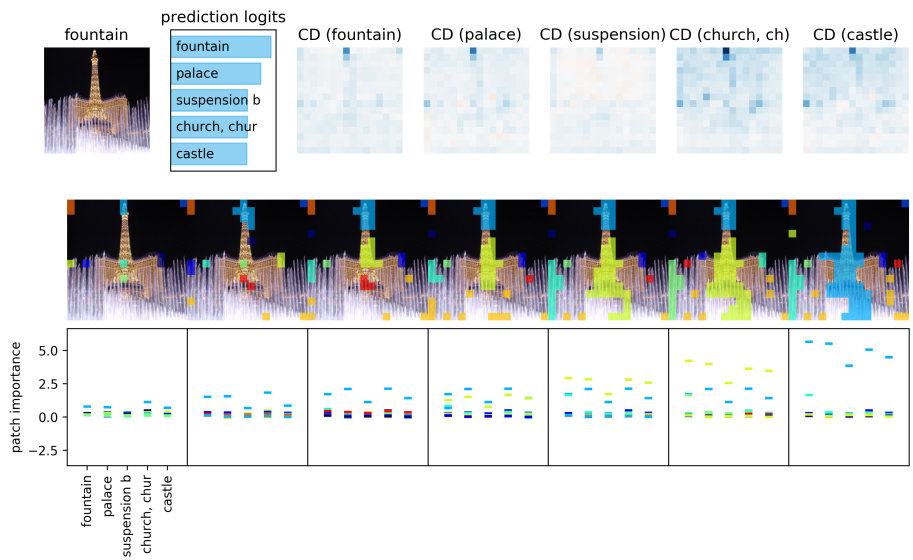 prediction logits
fountain
CD (fountain)
CD (palace)
CD (suspension)
CD (church, ch)
CD (castle)
fountain
palace
suspension b
church, chur
castle
patch importance
5.0
2.5
0.0
−2.5
fountain
palace
suspension b
church, chur
castle